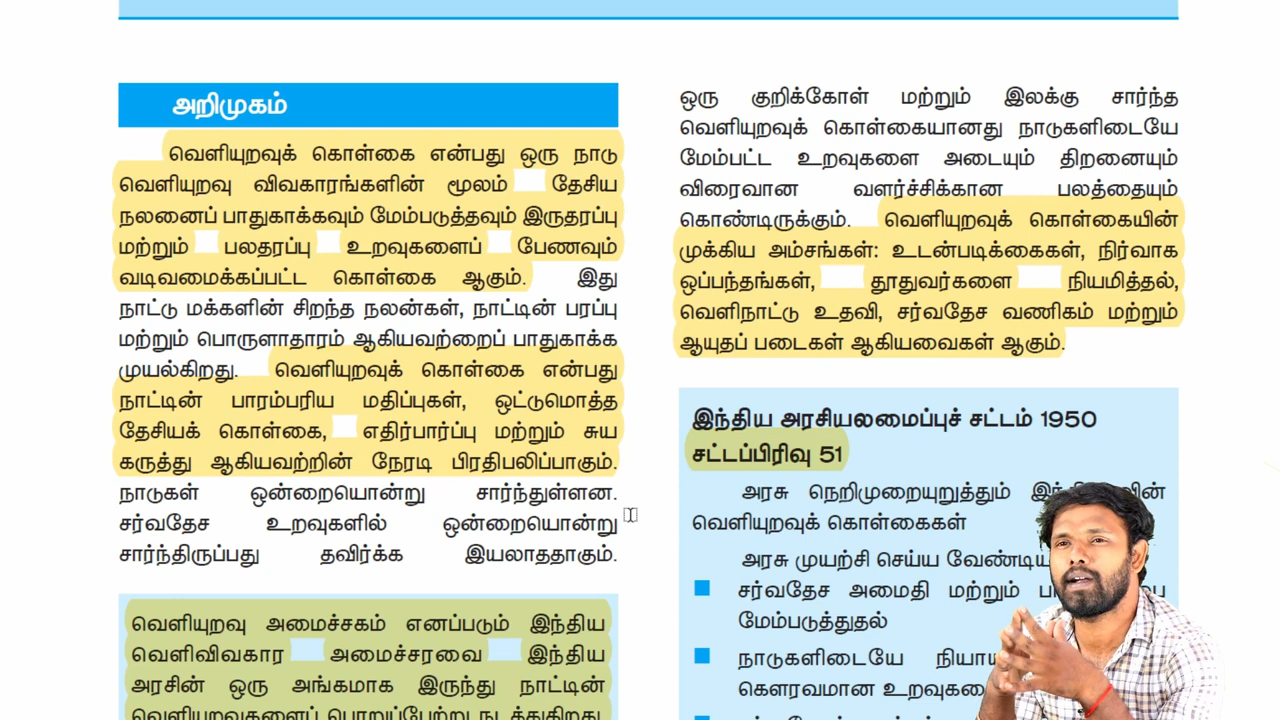 அறிமுகம்
வெளியுறவுக் கொள்கை என்பது ஒரு நாடு
வெளியுறவு விவகாரங்களின் மூலம் தேசிய
நலனைப் பாதுகாக்கவும் மேம்படுத்தவும் இருதரப்பு
மற்றும் பலதரப்பு உறவுகளைப் பேணவும்
வடிவமைக்கப்பட்ட கொள்கை ஆகும். இது
நாட்டு மக்களின் சிறந்த நலன்கள், நாட்டின் பரப்பு
மற்றும் பொருளாதாரம் ஆகியவற்றைப் பாதுகாக்க
முயல்கிறது. வெளியுறவுக் கொள்கை என்பது
நாட்டின் பாரம்பரிய மதிப்புகள், ஒட்டுமொத்த
தேசியக் கொள்கை, எதிர்பார்ப்பு மற்றும் சுய
கருத்து ஆகியவற்றின் நேரடி பிரதிபலிப்பாகும்.
நாடுகள் ஒன்றையொன்று சார்ந்துள்ளன.
சர்வதேச உறவுகளில் ஒன்றையொன்று
சார்ந்திருப்பது தவிர்க்க இயலாததாகும்.
வெளியுறவு அமைச்சகம் எனப்படும் இந்திய
வெளிவிவகார அமைச்சரவை இந்திய
அரசின் ஒரு அங்கமாக இருந்து நாட்டின்
வெளியுறவுகளைப் பொறுப்பேற்று நடத்துகிறது.
ஒரு குறிக்கோள் மற்றும் இலக்கு சார்ந்த
வெளியுறவுக் கொள்கையானது நாடுகளிடையே
மேம்பட்ட உறவுகளை அடையும் திறனையும்
விரைவான வளர்ச்சிக்கான பலத்தையும்
கொண்டிருக்கும். வெளியுறவுக் கொள்கையின்
முக்கிய அம்சங்கள்: உடன்படிக்கைகள், நிர்வாக
ஒப்பந்தங்கள், தூதுவர்களை நியமித்தல்,
வெளிநாட்டு உதவி, சர்வதேச வணிகம் மற்றும்
ஆயுதப் படைகள் ஆகியவைகள் ஆகும்.
இந்திய அரசியலமைப்புச் சட்டம் 1950
சட்டப்பிரிவு 51
அரசு நெறிமுறையுறுத்தும்
வெளியுறவுக் கொள்கைகள்
அரசு முயற்சி செய்ய
சர்வதேச அமைதி மற்றும்
மேம்படுத்துதல்
நாடுகளிடையே
கௌரவமான